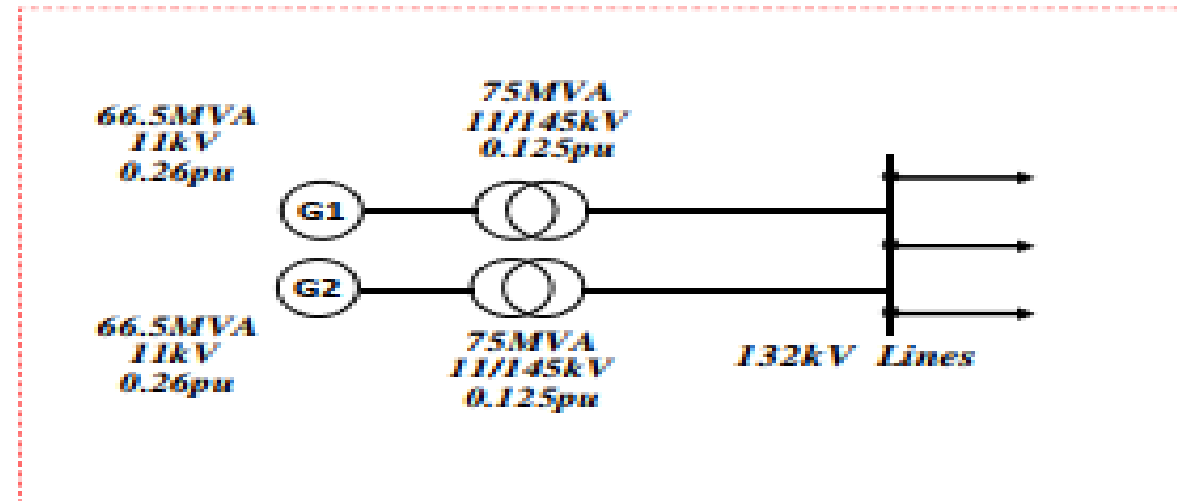 66.5MVA
11kV
0.26pu
75MVA
11/145kV
0.125pu
G1
G2
66.5MVA
11kV
0.26pu
75MVA
11/145kV
0.125pu
132kV Lines